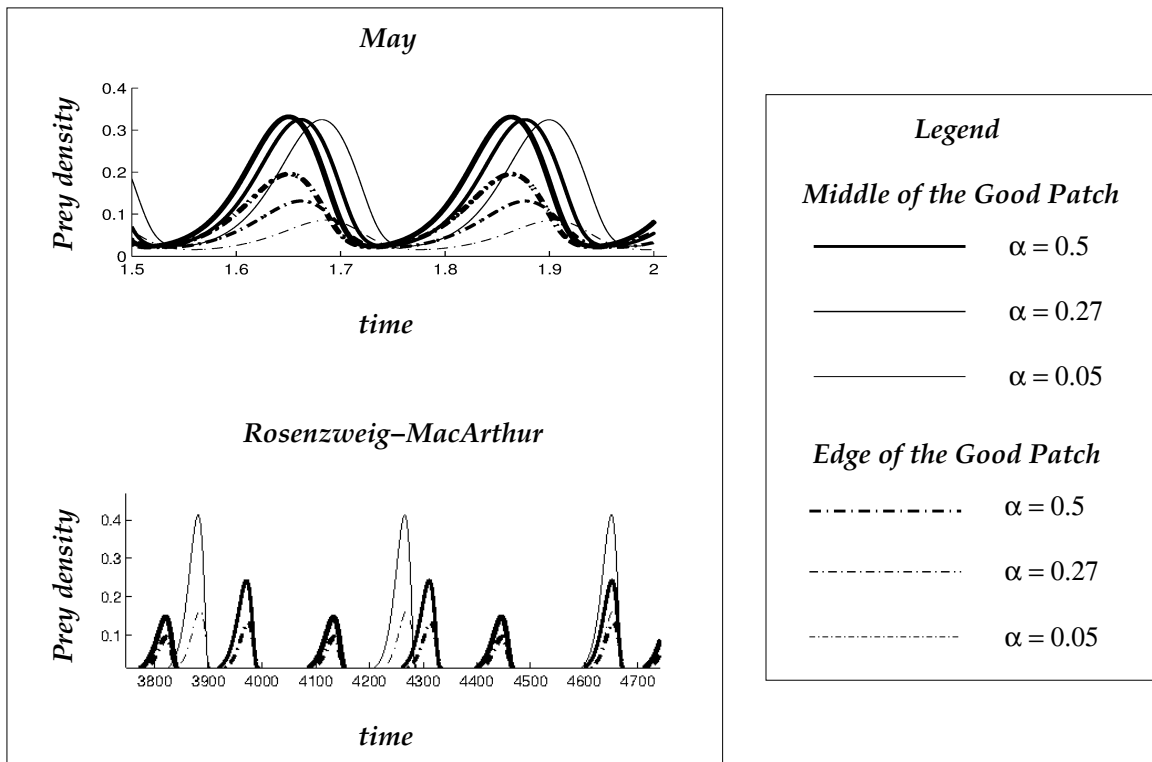 May
Prey density
0.4
0.3
0.2
0.1
0
1.5 1.6 1.7 1.8 1.9 2
time
Rosenzweig–MacArthur
Prey density
0.4
0.3
0.2
0.1
3800 3900 4000 4100 4200 4300 4400 4500 4600 4700
time
Legend
Middle of the Good Patch
α = 0.5
α = 0.27
α = 0.05
Edge of the Good Patch
α = 0.5
α = 0.27
α = 0.05